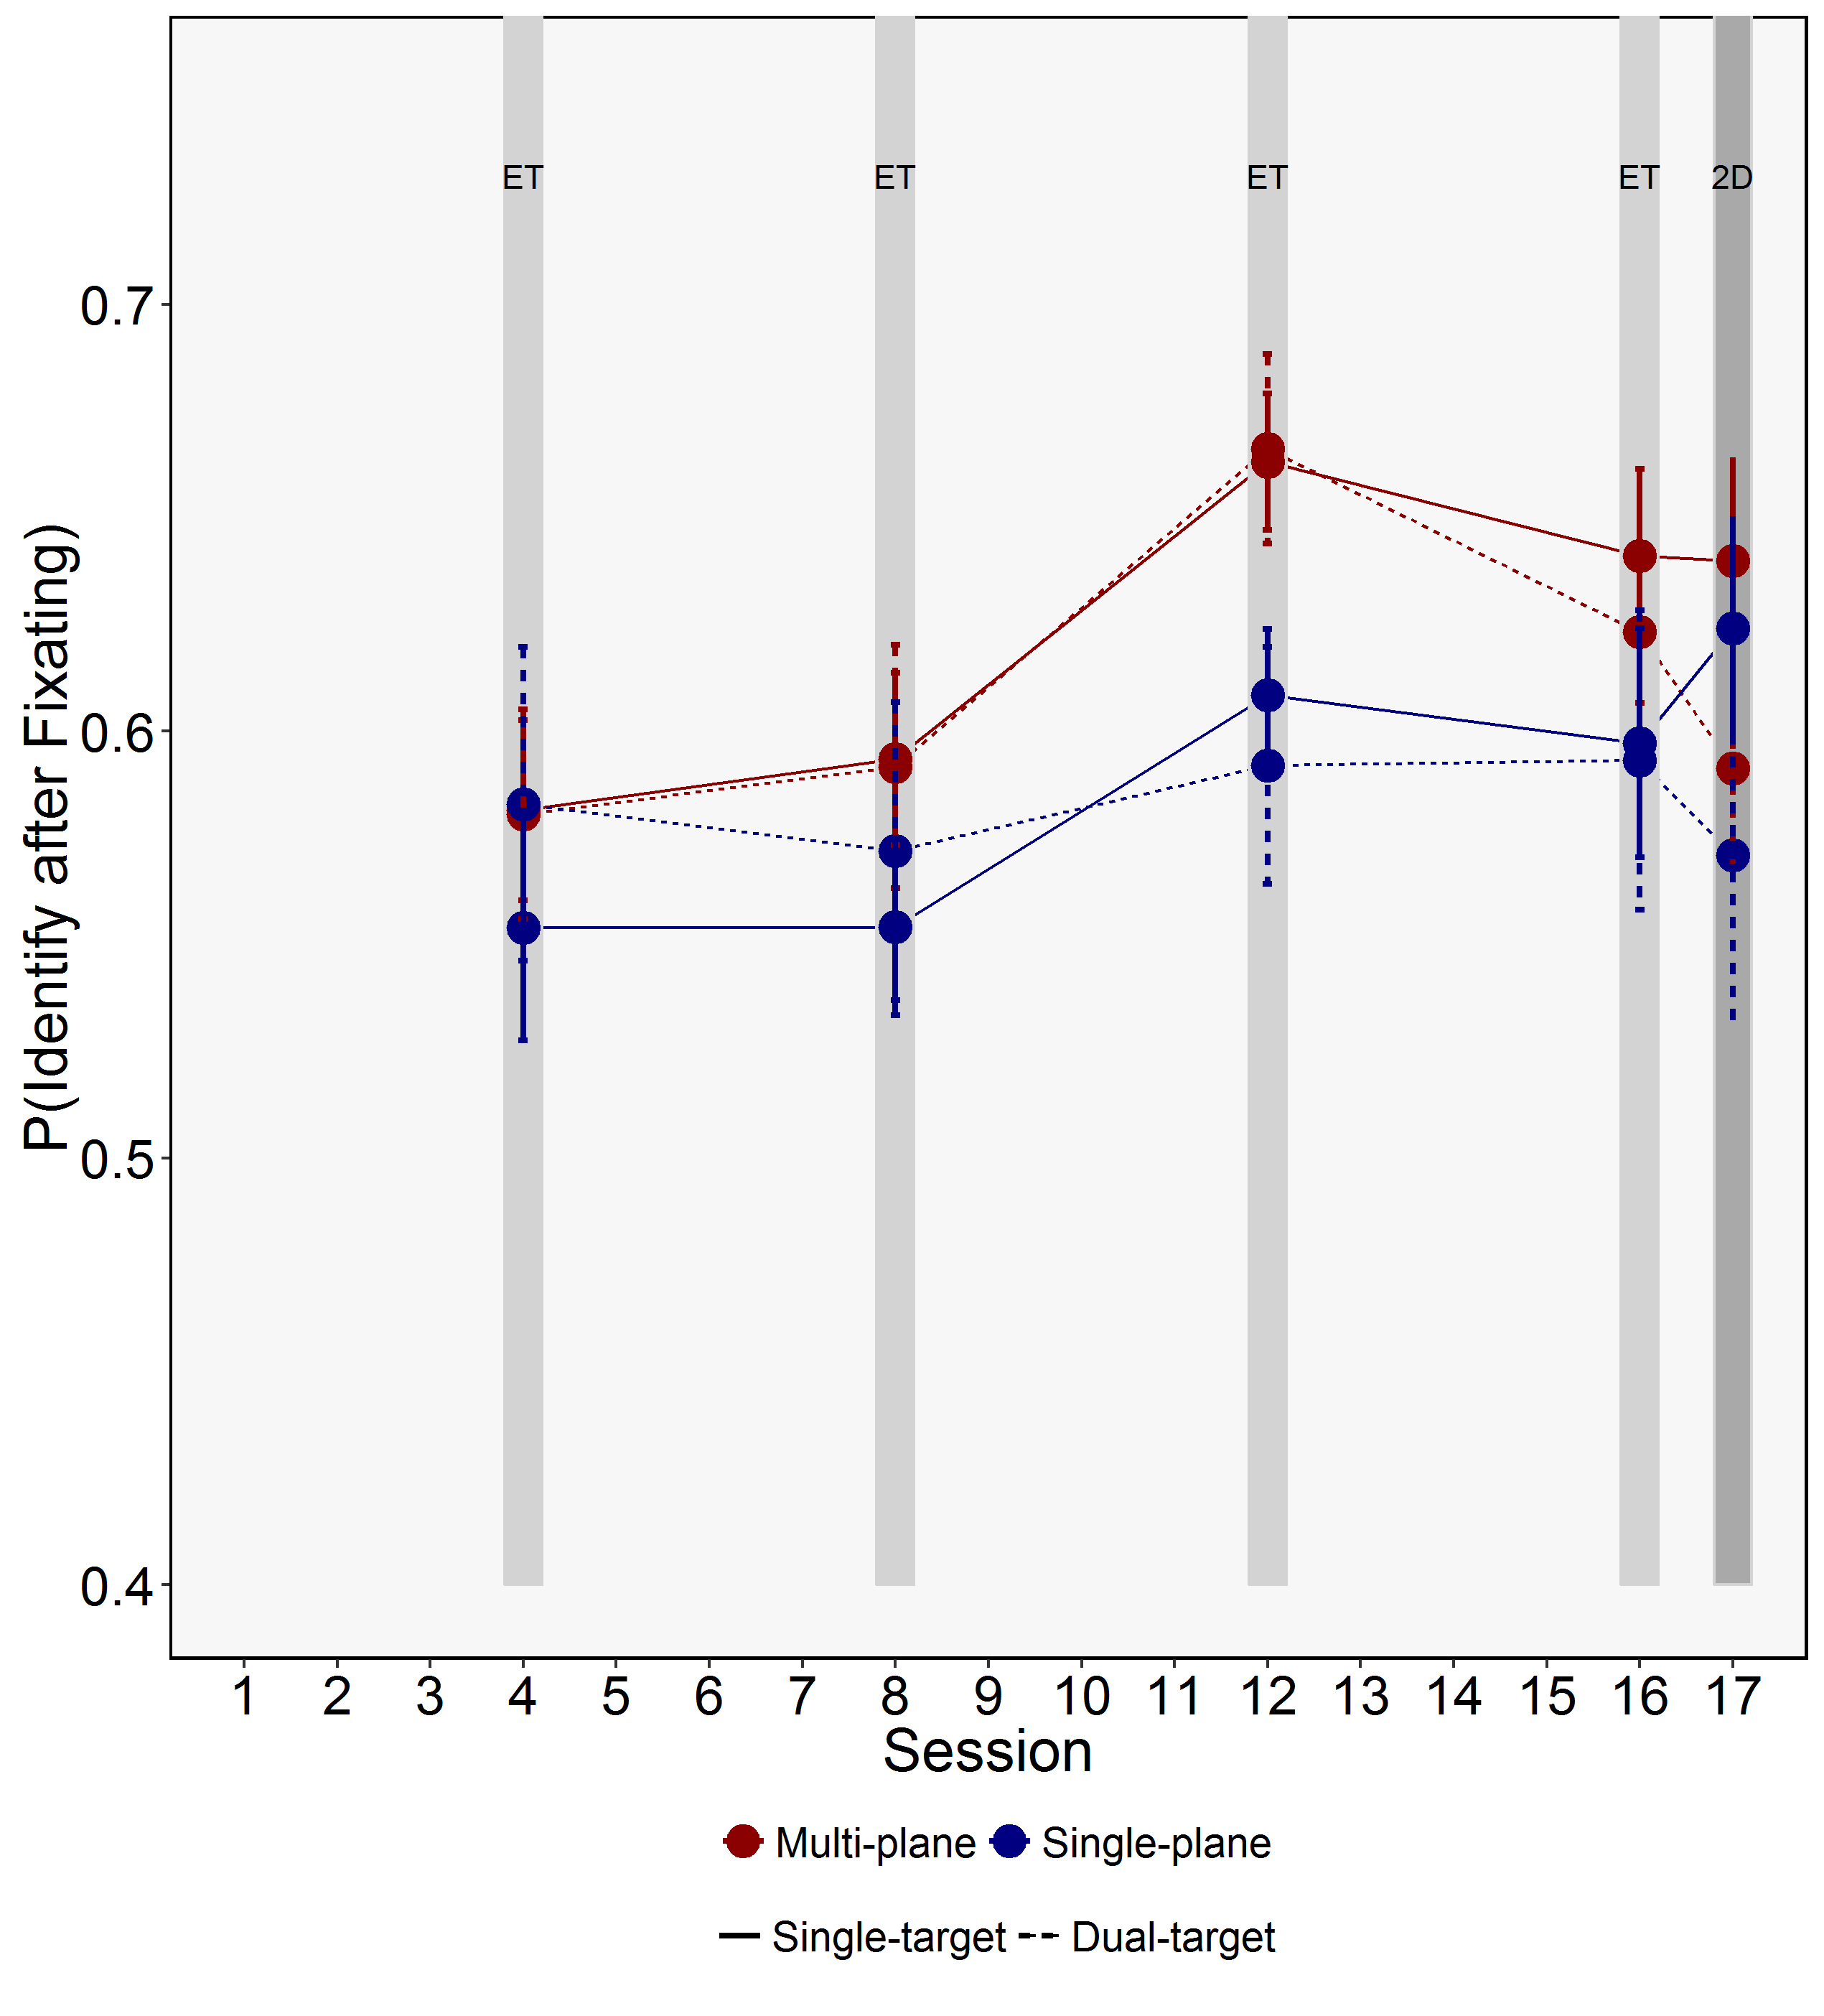 ET ET ET ET 2D
0.7
0.6
0.5
0.4
P(Identify after Fixating)
1 2 3 4 5 6 7 8 9 10 11 12 13 14 15 16 17
Session
Multi-plane Single-plane
Single-target Dual-target